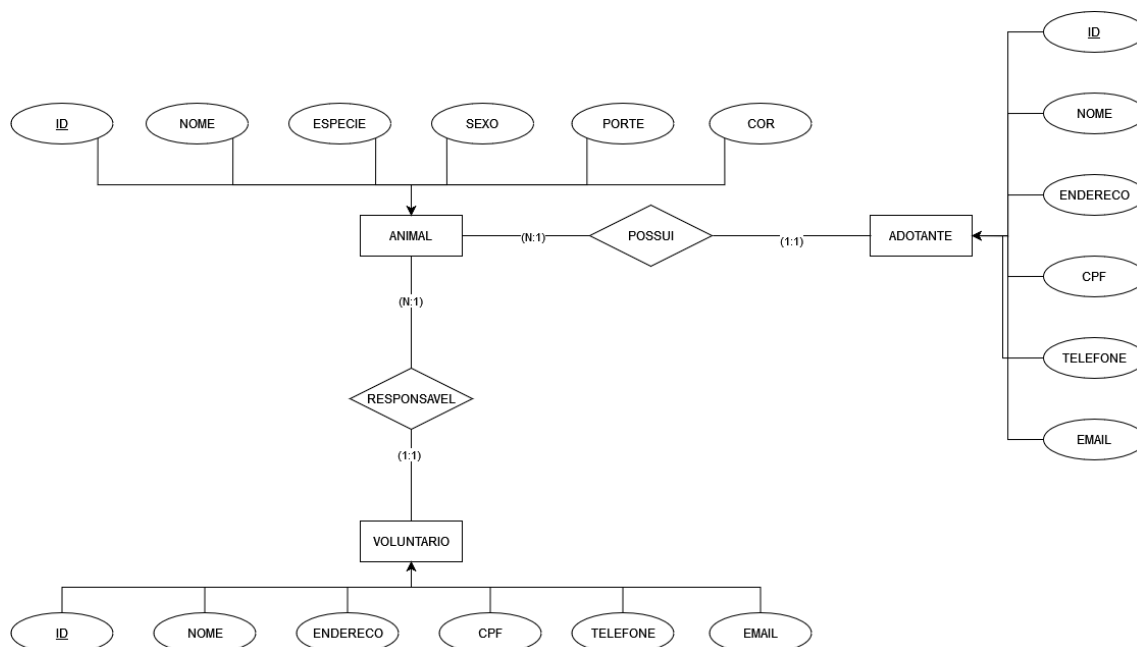 ID
NOME
ESPECIE
SEXO
PORTE
COR
ID
NOME
ENDERECO
CPF
TELEFONE
EMAIL
ANIMAL
(N:1)
POSSUI
(1:1)
ADOTANTE
(N:1)
RESPONSAVEL
(1:1)
VOLUNTARIO
ID
NOME
ENDERECO
CPF
TELEFONE
EMAIL